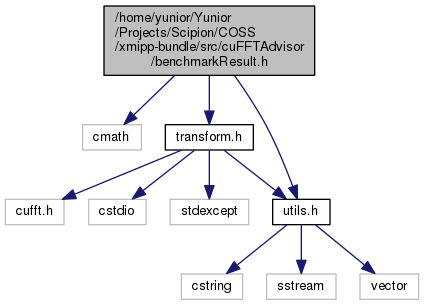 /home/yunior/Yunior
/Projects/Scipion/COSS
/xmipp-bundle/src/cuFFTAdvisor
/benchmarkResult.h
cmath
transform.h
cufft.h
cstdio
stdexcept
utils.h
cstring
sstream
vector